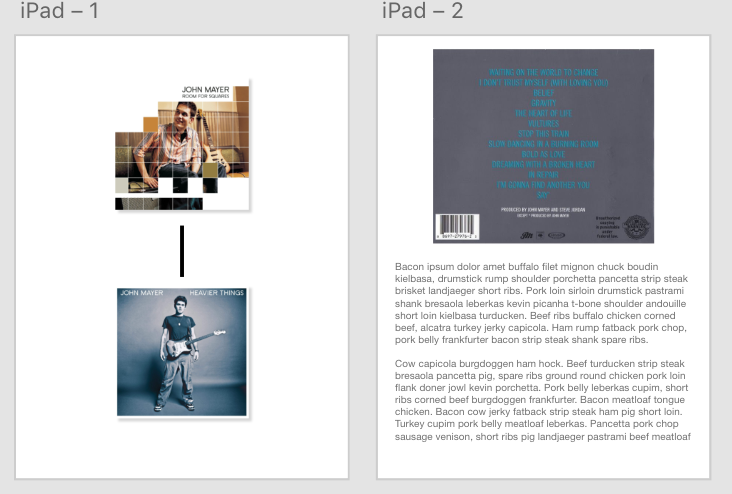 iPad – 1
JOHN MAYER
ROOM FOR SQUARES
JOHN MAYER HEAVIER THINGS
iPad – 2
WAITING ON THE WORLD TO CHANGE
I DON'T TRUST MYSELF (WITH LOVING YOU)
BELIEF
GRAVITY
THE HEART OF LIFE
VULTURES
STOP THIS TRAIN
SLOW DANCING IN A BURNING ROOM
BOLD AS LOVE
DREAMING WITH A BROKEN HEART
IN REPAIR
I'M GONNA FIND ANOTHER YOU
PRODUCED BY JOHN MAYER AND STEVE JORDAN
Bacon ipsum dolor amet buffalo filet mignon chuck boudin
kielbasa, drumstick rump shoulder porchetta pancetta strip steak
brisket landjaeger short ribs. Pork loin sirloin drumstick pastrami
shank bresaola leberkas kevin picanha t-bone shoulder andouille
short loin kielbasa turducken. Beef ribs buffalo chicken corned
beef, alcatra turkey jerky capicola. Ham rump fatback pork chop,
pork belly frankfurter bacon strip steak shank spare ribs.
Cow capicola burgdoggen ham hock. Beef turducken strip steak
bresaola pancetta pig, spare ribs ground round chicken pork loin
flank doner jowl kevin porchetta. Pork belly leberkas cupim, short
ribs corned beef burgdoggen frankfurter. Bacon meatloaf tongue
chicken. Bacon cow jerky fatback strip steak ham pig short loin.
Turkey cupim pork belly meatloaf leberkas. Pancetta pork chop
sausage venison, short ribs pig landjaeger pastrami beef meatloaf